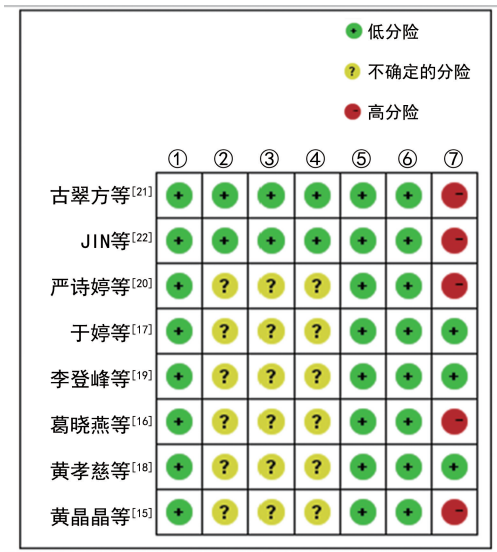 + 低分险
? 不确定的分险
- 高分险
① ② ③ ④ ⑤ ⑥ ⑦
古翠方等[21] + + + + + + -
JIN等[22] + + + + + + -
严诗婷等[20] + ? ? ? + + -
于婷等[17] + ? ? ? + + +
李登峰等[19] + ? ? ? + + +
葛晓燕等[16] + ? ? ? + + -
黄孝慈等[18] + ? ? ? + + +
黄晶晶等[15] + ? ? ? + + -